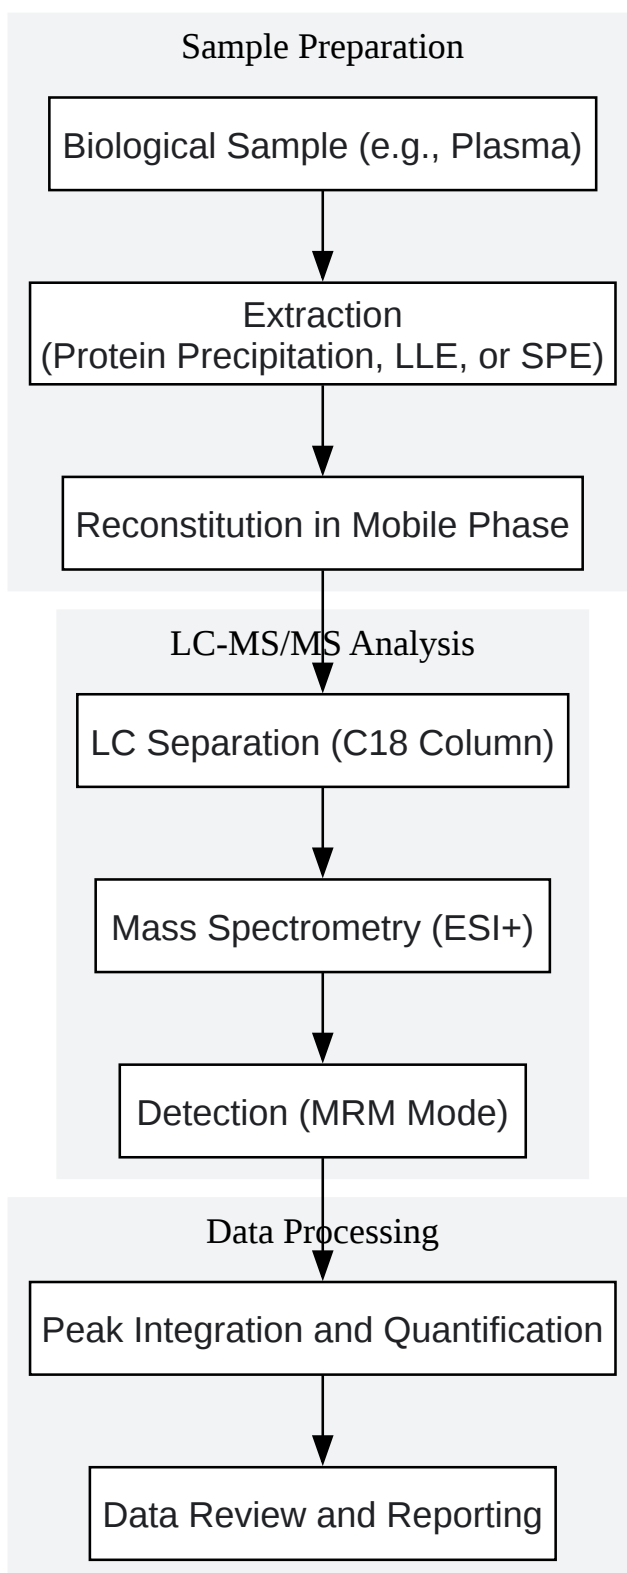 Sample Preparation
Biological Sample (e.g., Plasma)
Extraction
(Protein Precipitation, LLE, or SPE)
Reconstitution in Mobile Phase
LC-MS/MS Analysis
LC Separation (C18 Column)
Mass Spectrometry (ESI+)
Detection (MRM Mode)
Data Processing
Peak Integration and Quantification
Data Review and Reporting